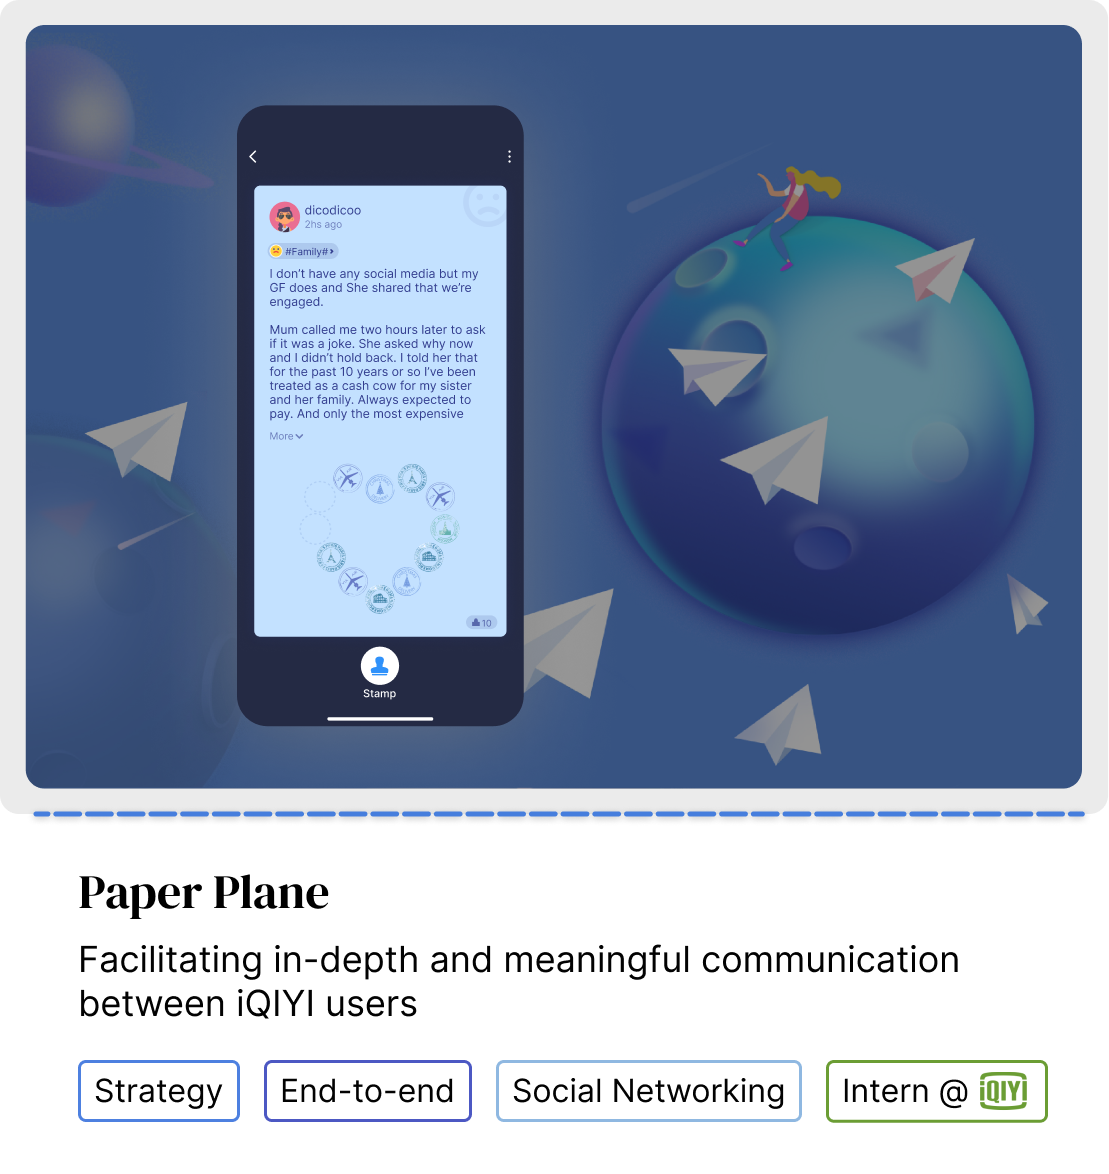 dicodicoo
2hs ago
#Family#
I don't have any social media but my
GF does and She shared that we're
engaged.
Mum called me two hours later to ask
if it was a joke. She asked why now
and I didn't hold back. I told her that
for the past 10 years or so I've been
treated as a cash cow for my sister
and her family. Always expected to
pay. And only the most expensive
More
10
Stamp
Paper Plane
Facilitating in-depth and meaningful communication
between iQIYI users
Strategy
End-to-end
Social Networking
Intern @ iQIYI